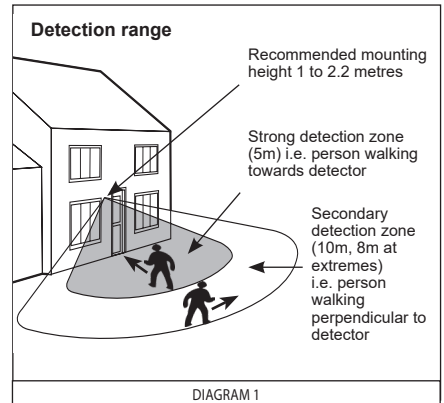 Detection range
Recommended mounting
height 1 to 2.2 metres
Strong detection zone
(5m) i.e. person walking
towards detector
Secondary
detection zone
(10m, 8m at
extremes)
i.e. person
walking
perpendicular to
detector
DIAGRAM 1